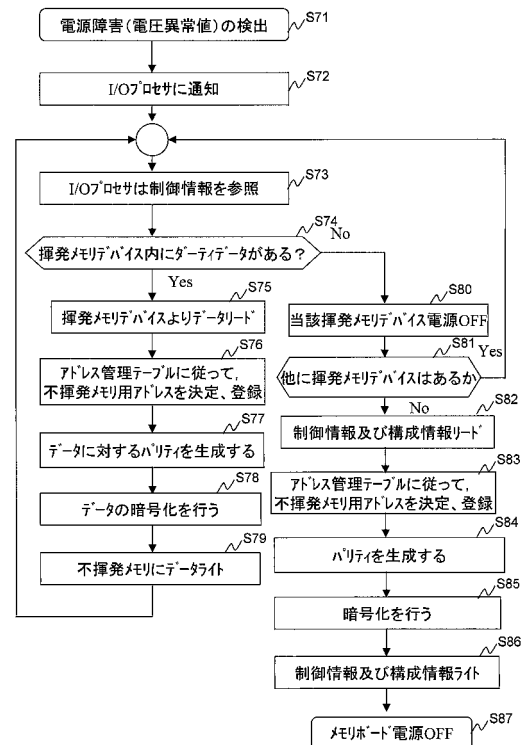 電源障害(電圧異常値)の検出
S71
I/Oﾌﾟﾛｾｻに通知
S72
I/Oﾌﾟﾛｾｻは制御情報を参照
S73
揮発ﾒﾓﾘﾃﾞﾊﾞｲｽ内にﾀﾞｰﾃｨﾃﾞｰﾀがある？
S74
No
Yes
S75
揮発ﾒﾓﾘﾃﾞﾊﾞｲｽよりﾃﾞｰﾀﾘｰﾄﾞ
S76
ｱﾄﾞﾚｽ管理ﾃｰﾌﾞﾙに従って,
不揮発ﾒﾓﾘ用ｱﾄﾞﾚｽを決定、登録
S77
ﾃﾞｰﾀに対するﾊﾟﾘﾃｨを生成する
S78
ﾃﾞｰﾀの暗号化を行う
S79
不揮発ﾒﾓﾘにﾃﾞｰﾀﾗｲﾄ
S80
当該揮発ﾒﾓﾘﾃﾞﾊﾞｲｽ電源OFF
S81
Yes
他に揮発ﾒﾓﾘﾃﾞﾊﾞｲｽはあるか
No
S82
制御情報及び構成情報ﾘｰﾄﾞ
S83
ｱﾄﾞﾚｽ管理ﾃｰﾌﾞﾙに従って,
不揮発ﾒﾓﾘ用ｱﾄﾞﾚｽを決定、登録
S84
ﾊﾟﾘﾃｨを生成する
S85
暗号化を行う
S86
制御情報及び構成情報ﾗｲﾄ
S87
ﾒﾓﾘﾎﾞｰﾄﾞ電源OFF